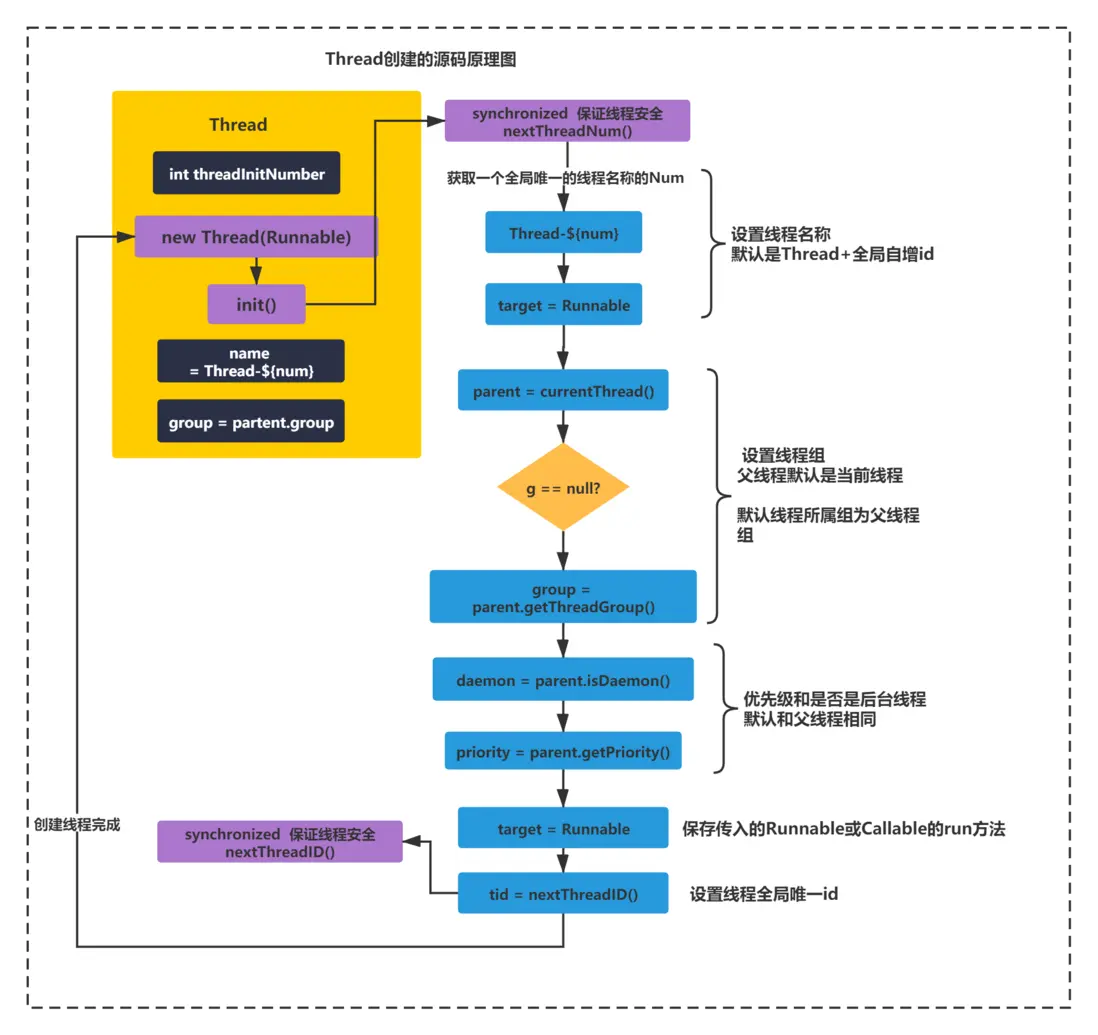 Thread创建的源码原理图
Thread
int threadInitNumber
new Thread(Runnable)
init()
name
= Thread-${num}
group = partent.group
synchronized 保证线程安全
nextThreadNum()
获取一个全局唯一的线程名称的Num
Thread-${num}
target = Runnable
设置线程名称
默认是Thread+全局自增id
parent = currentThread()
g == null?
group =
parent.getThreadGroup()
设置线程组
父线程默认是当前线程
默认线程所属组为父线程
组
daemon = parent.isDaemon()
priority = parent.getPriority()
优先级和是否是后台线程
默认和父线程相同
target = Runnable
保存传入的Runnable或Callable的run方法
tid = nextThreadID()
设置线程全局唯一id
synchronized 保证线程安全
nextThreadID()
创建线程完成